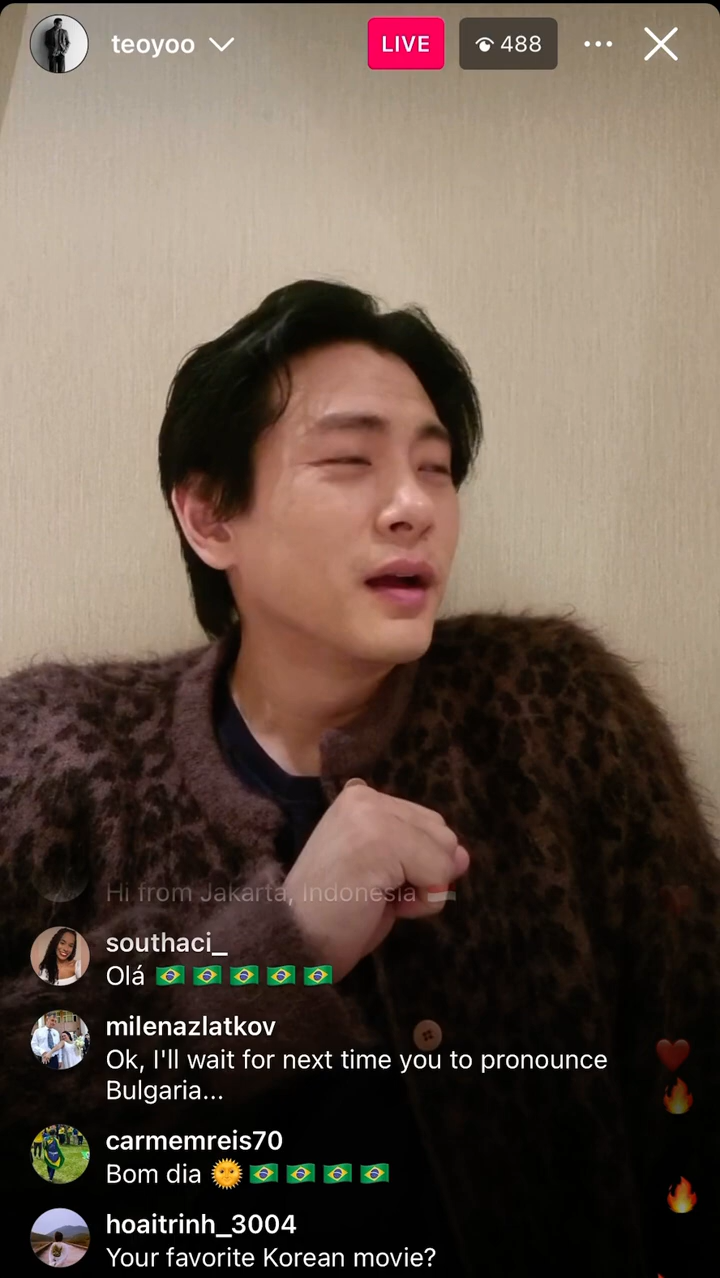 teoyoo
LIVE
488
Hi from Jakarta, Indonesia 🇮🇩
southaci_
Olá 🇧🇷 🇧🇷 🇧🇷 🇧🇷 🇧🇷
milenazlatkov
Ok, I'll wait for next time you to pronounce
Bulgaria...
carmemreis70
Bom dia 🌞🇧🇷 🇧🇷 🇧🇷 🇧🇷
hoaitrinh_3004
Your favorite Korean movie?